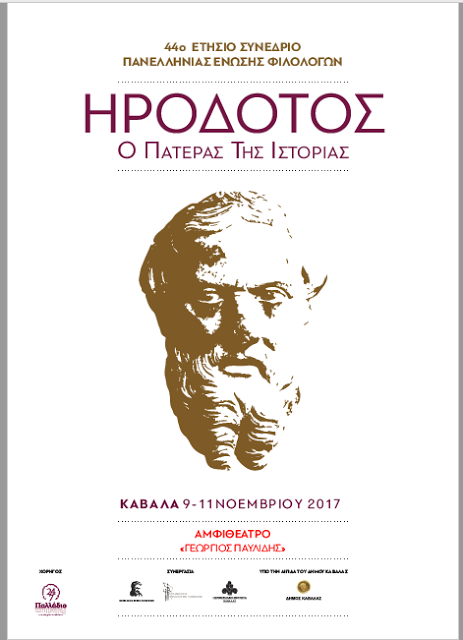 44ο ΕΤΗΣΙΟ ΣΥΝΕΔΡΙΟ
ΠΑΝΕΛΛΗΝΙΑΣ ΕΝΩΣΗΣ ΦΙΛΟΛΟΓΩΝ
ΗΡΟΔΟΤΟΣ
Ο ΠΑΤΕΡΑΣ ΤΗΣ ΙΣΤΟΡΙΑΣ
ΚΑΒΑΛΑ 9-11 ΝΟΕΜΒΡΙΟΥ 2017
ΑΜΦΙΘΕΑΤΡΟ
«ΓΕΩΡΓΙΟΣ ΠΑΥΛΙΔΗΣ»
ΧΟΡΗΓΟΣ
ΣΥΝΕΡΓΑΣΙΑ
ΥΠΟ ΤΗΝ ΑΙΓΙΔΑ ΤΟΥ ΔΗΜΟΥ ΚΑΒΑΛΑΣ
24
Παλλάδιο
ΔΗΜΟΣ ΚΑΒΑΛΑΣ